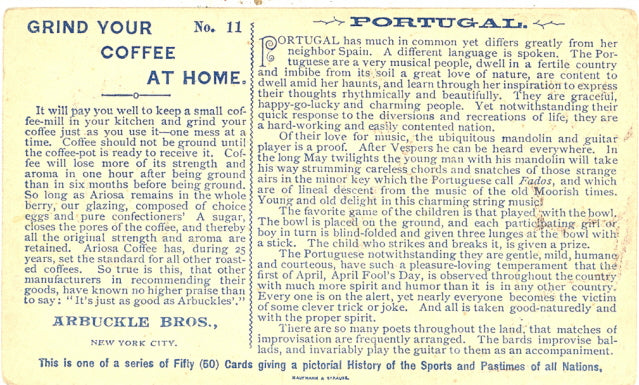 GRIND YOUR No. 11
COFFEE
AT HOME.
It will pay you well to keep a small cof-
fee-mill in your kitchen and grind your
coffee just as you use it—one mess at a
time. Coffee should not be ground until
the coffee-pot is ready to receive it. Cof-
fee will lose more of its strength and
aroma in one hour after being ground
than in six months before being ground.
So long as Ariosa remains in the whole
berry, our glazing, composed of choice
eggs and pure confectioners' A sugar,
closes the pores of the coffee, and thereby
all the original strength and aroma are
retained. Ariosa Coffee has, during 25
years, set the standard for all other roast-
ed coffees. So true is this, that other
manufacturers in recommending their
goods, have known no higher praise than
to say: "It's just as good as Arbuckles'."
ARBUCKLE BROS.,
NEW YORK CITY.
PORTUGAL.
PORTUGAL has much in common yet differs greatly from her
neighbor Spain. A different language is spoken. The Por-
tuguese are a very musical people, dwell in a fertile country
and imbibe from its soil a great love of nature, are content to
dwell amid her haunts, and learn through her inspiration to express
their thoughts rhythmically and beautifully. They are graceful,
happy-go-lucky and charming people. Yet notwithstanding their
quick response to the diversions and recreations of life, they are
a hard-working and easily contented nation.
Of their love for music, the ubiquitous mandolin and guitar
player is a proof. After Vespers he can be heard everywhere. In
the long May twilights the young man with his mandolin will take
his way strumming careless chords and snatches of those strange
airs in the minor key which the Portuguese call Fados, and which
are of lineal descent from the music of the old Moorish times.
Young and old delight in this charming string music.
The favorite game of the children is that played with the bowl.
The bowl is placed on the ground, and each participating girl or
boy in turn is blind-folded and given three lunges at the bowl with
a stick. The child who strikes and breaks it, is given a prize.
The Portuguese notwithstanding they are gentle, mild, humane
and courteous, have such a pleasure-loving temperament that the
first of April, April Fool's Day, is observed throughout the country
with much more spirit and humor than it is in any other country.
Every one is on the alert, yet nearly everyone becomes the victim
of some clever trick or joke. And all is taken good-naturedly and
with the proper spirit.
There are so many poets throughout the land, that matches of
improvisation are frequently arranged. The bards improvise bal-
lads, and invariably play the guitar to them as an accompaniment.
This is one of a series of Fifty (50) Cards giving a pictorial History of the Sports and Pastimes of all Nations,
KAUFMANN & STRAUSS.